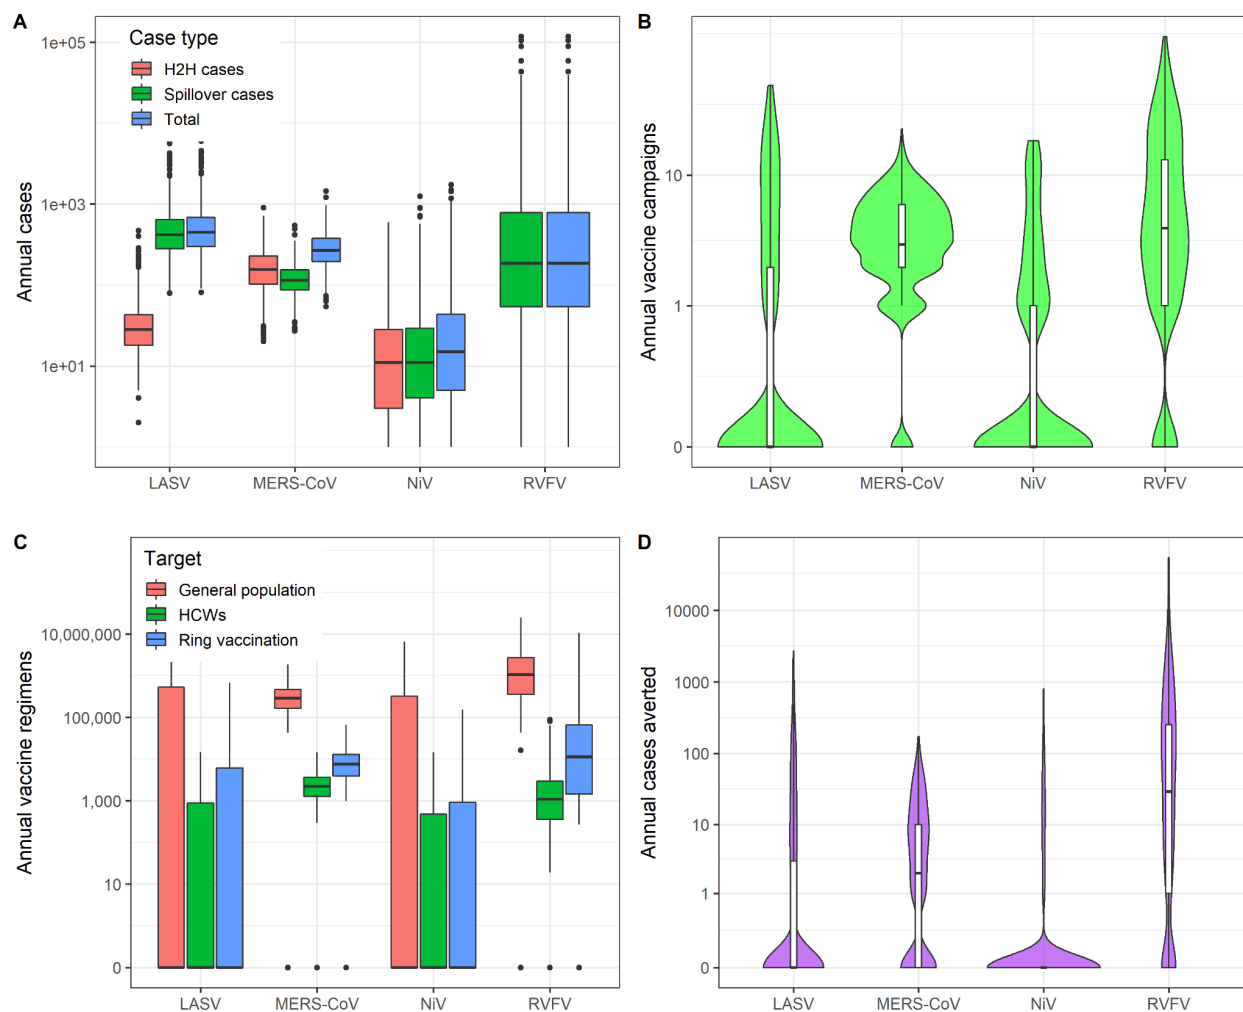 A
Annual cases
1e+05
1e+03
1e+01
Case type
H2H cases
Spillover cases
Total
LASV MERS-CoV NiV RVFV
B
Annual vaccine campaigns
10
1
0
LASV MERS-CoV NiV RVFV
C
Annual vaccine regimens
10,000,000
100,000
1,000
10
0
Target
General population
HCWs
Ring vaccination
LASV MERS-CoV NiV RVFV
D
Annual cases averted
10000
1000
100
10
1
0
LASV MERS-CoV NiV RVFV